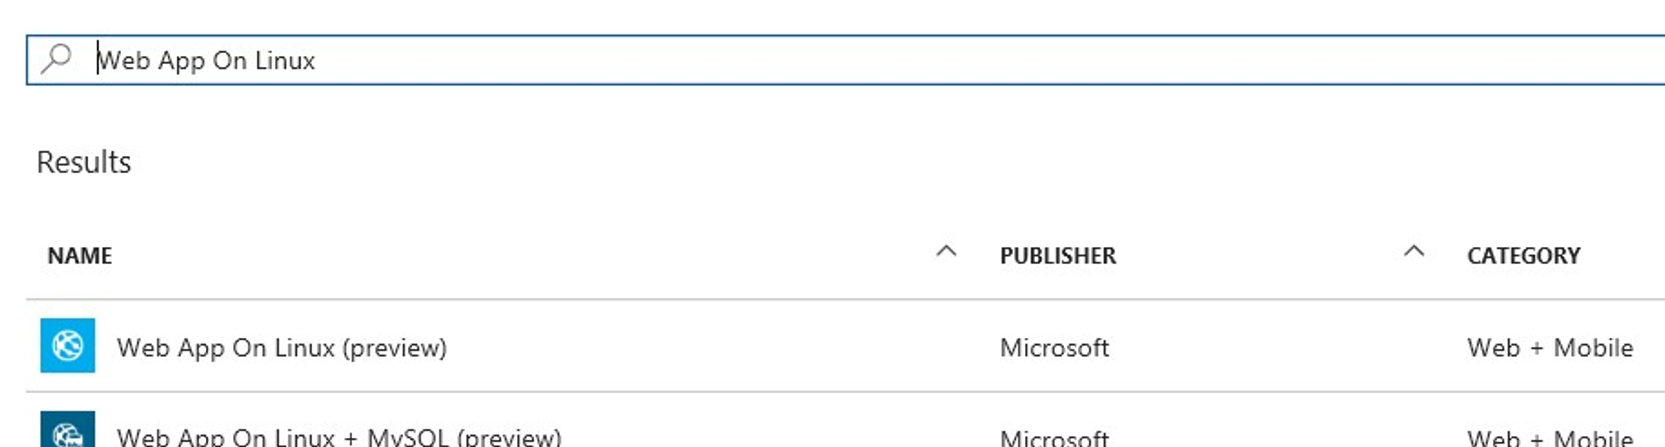 Web App On Linux
Results
NAME PUBLISHER CATEGORY
Web App On Linux (preview) Microsoft Web + Mobile
Web App On Linux + MySQL (preview) Microsoft Web + Mobile